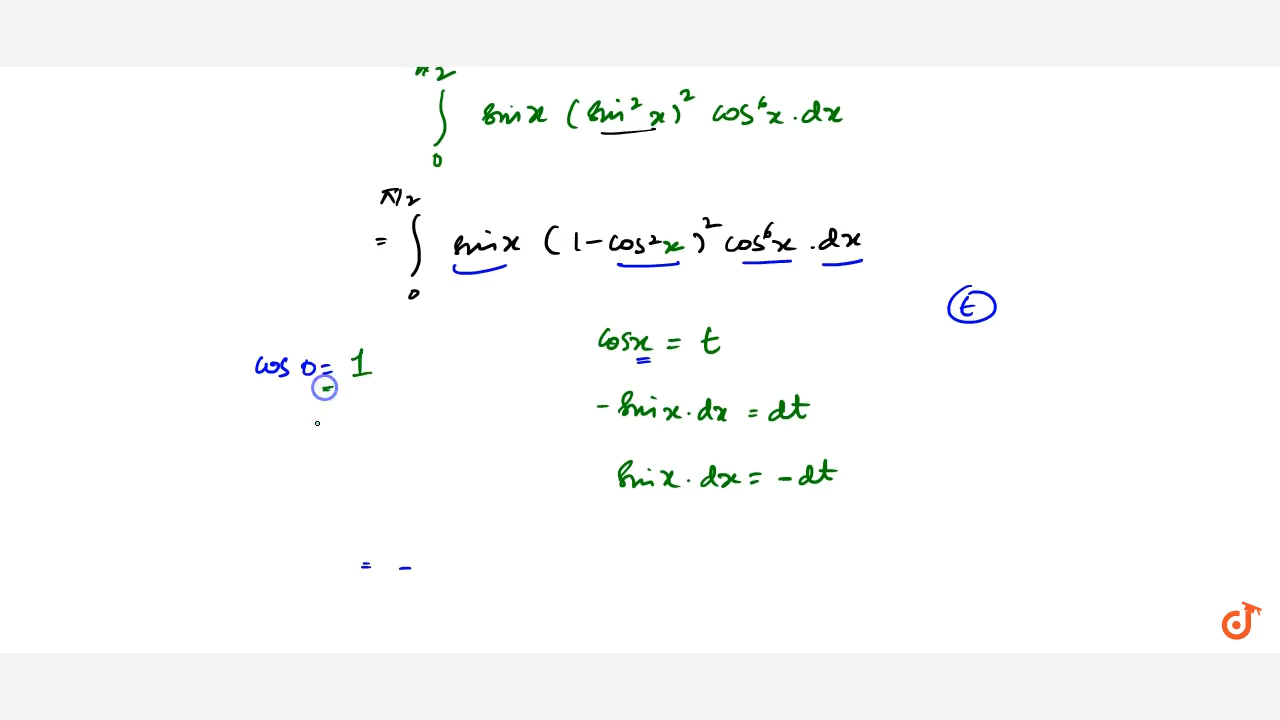 π/2
∫ sin x (sin² x)² cos⁶x . dx
0
π/2
= ∫ sin x (1 - cos²x)² cos⁶x . dx
0
t
cos x = t
cos 0 = 1
=
- sin x . dx = dt
sin x . dx = - dt
= -